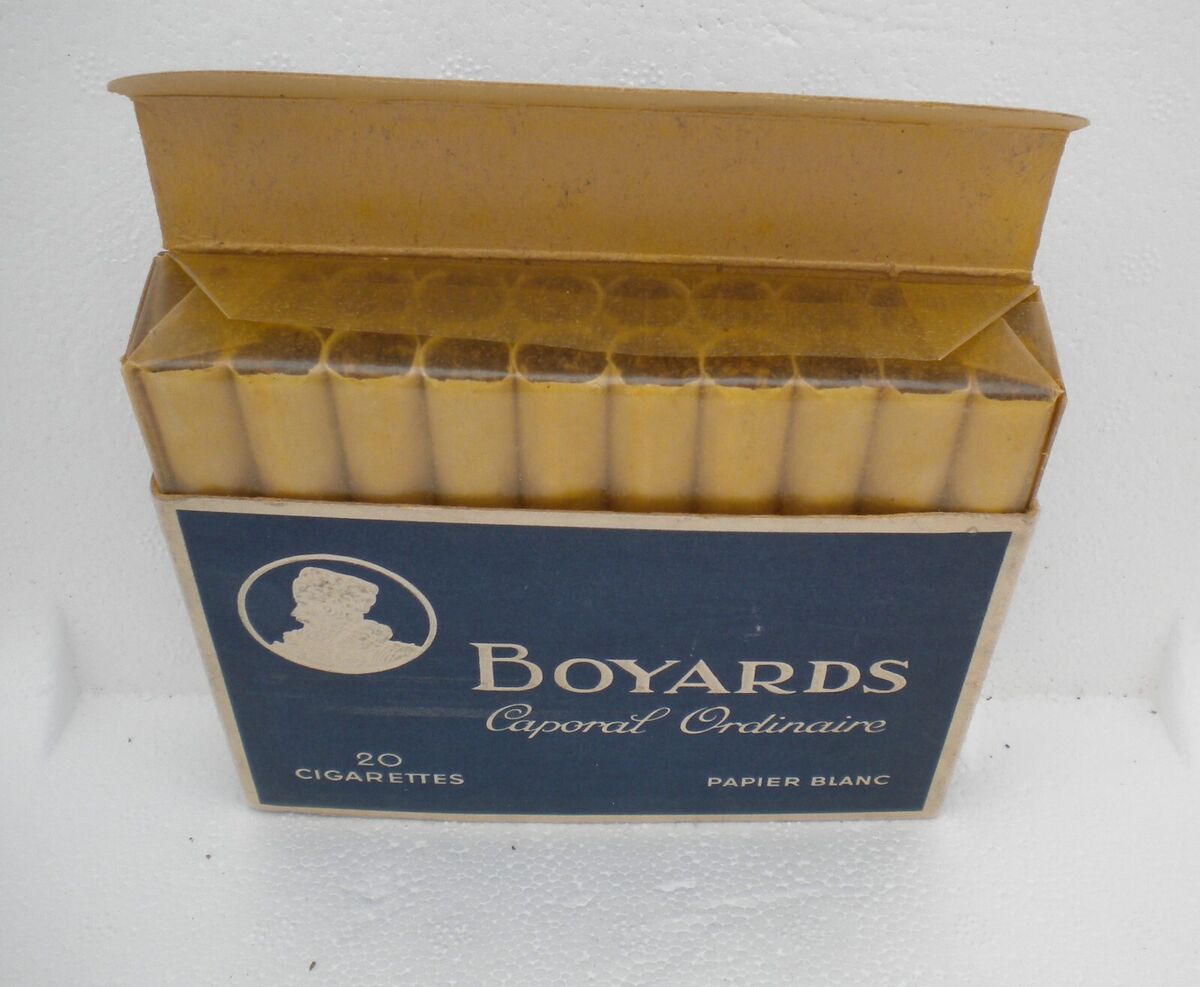 BOYARDS
Caporal Ordinaire
20
CIGARETTES
PAPIER BLANC